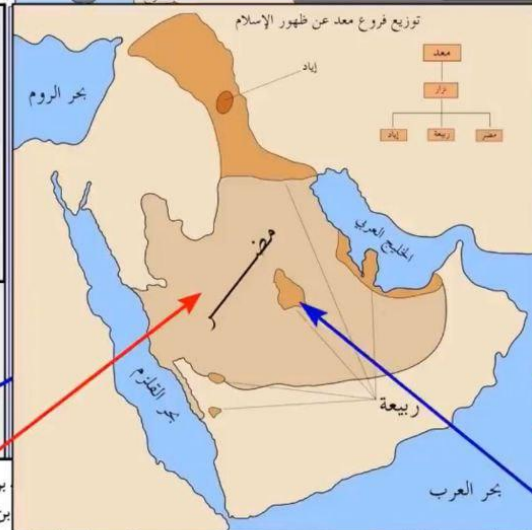 توزيع فروع معد عن ظهور الإسلام
معد
نزار
مضر
ربيعة
إياد
إياد
بحر الروم
الخليج العربي
مضر
بحر القلزم
ربيعة
بحر العرب